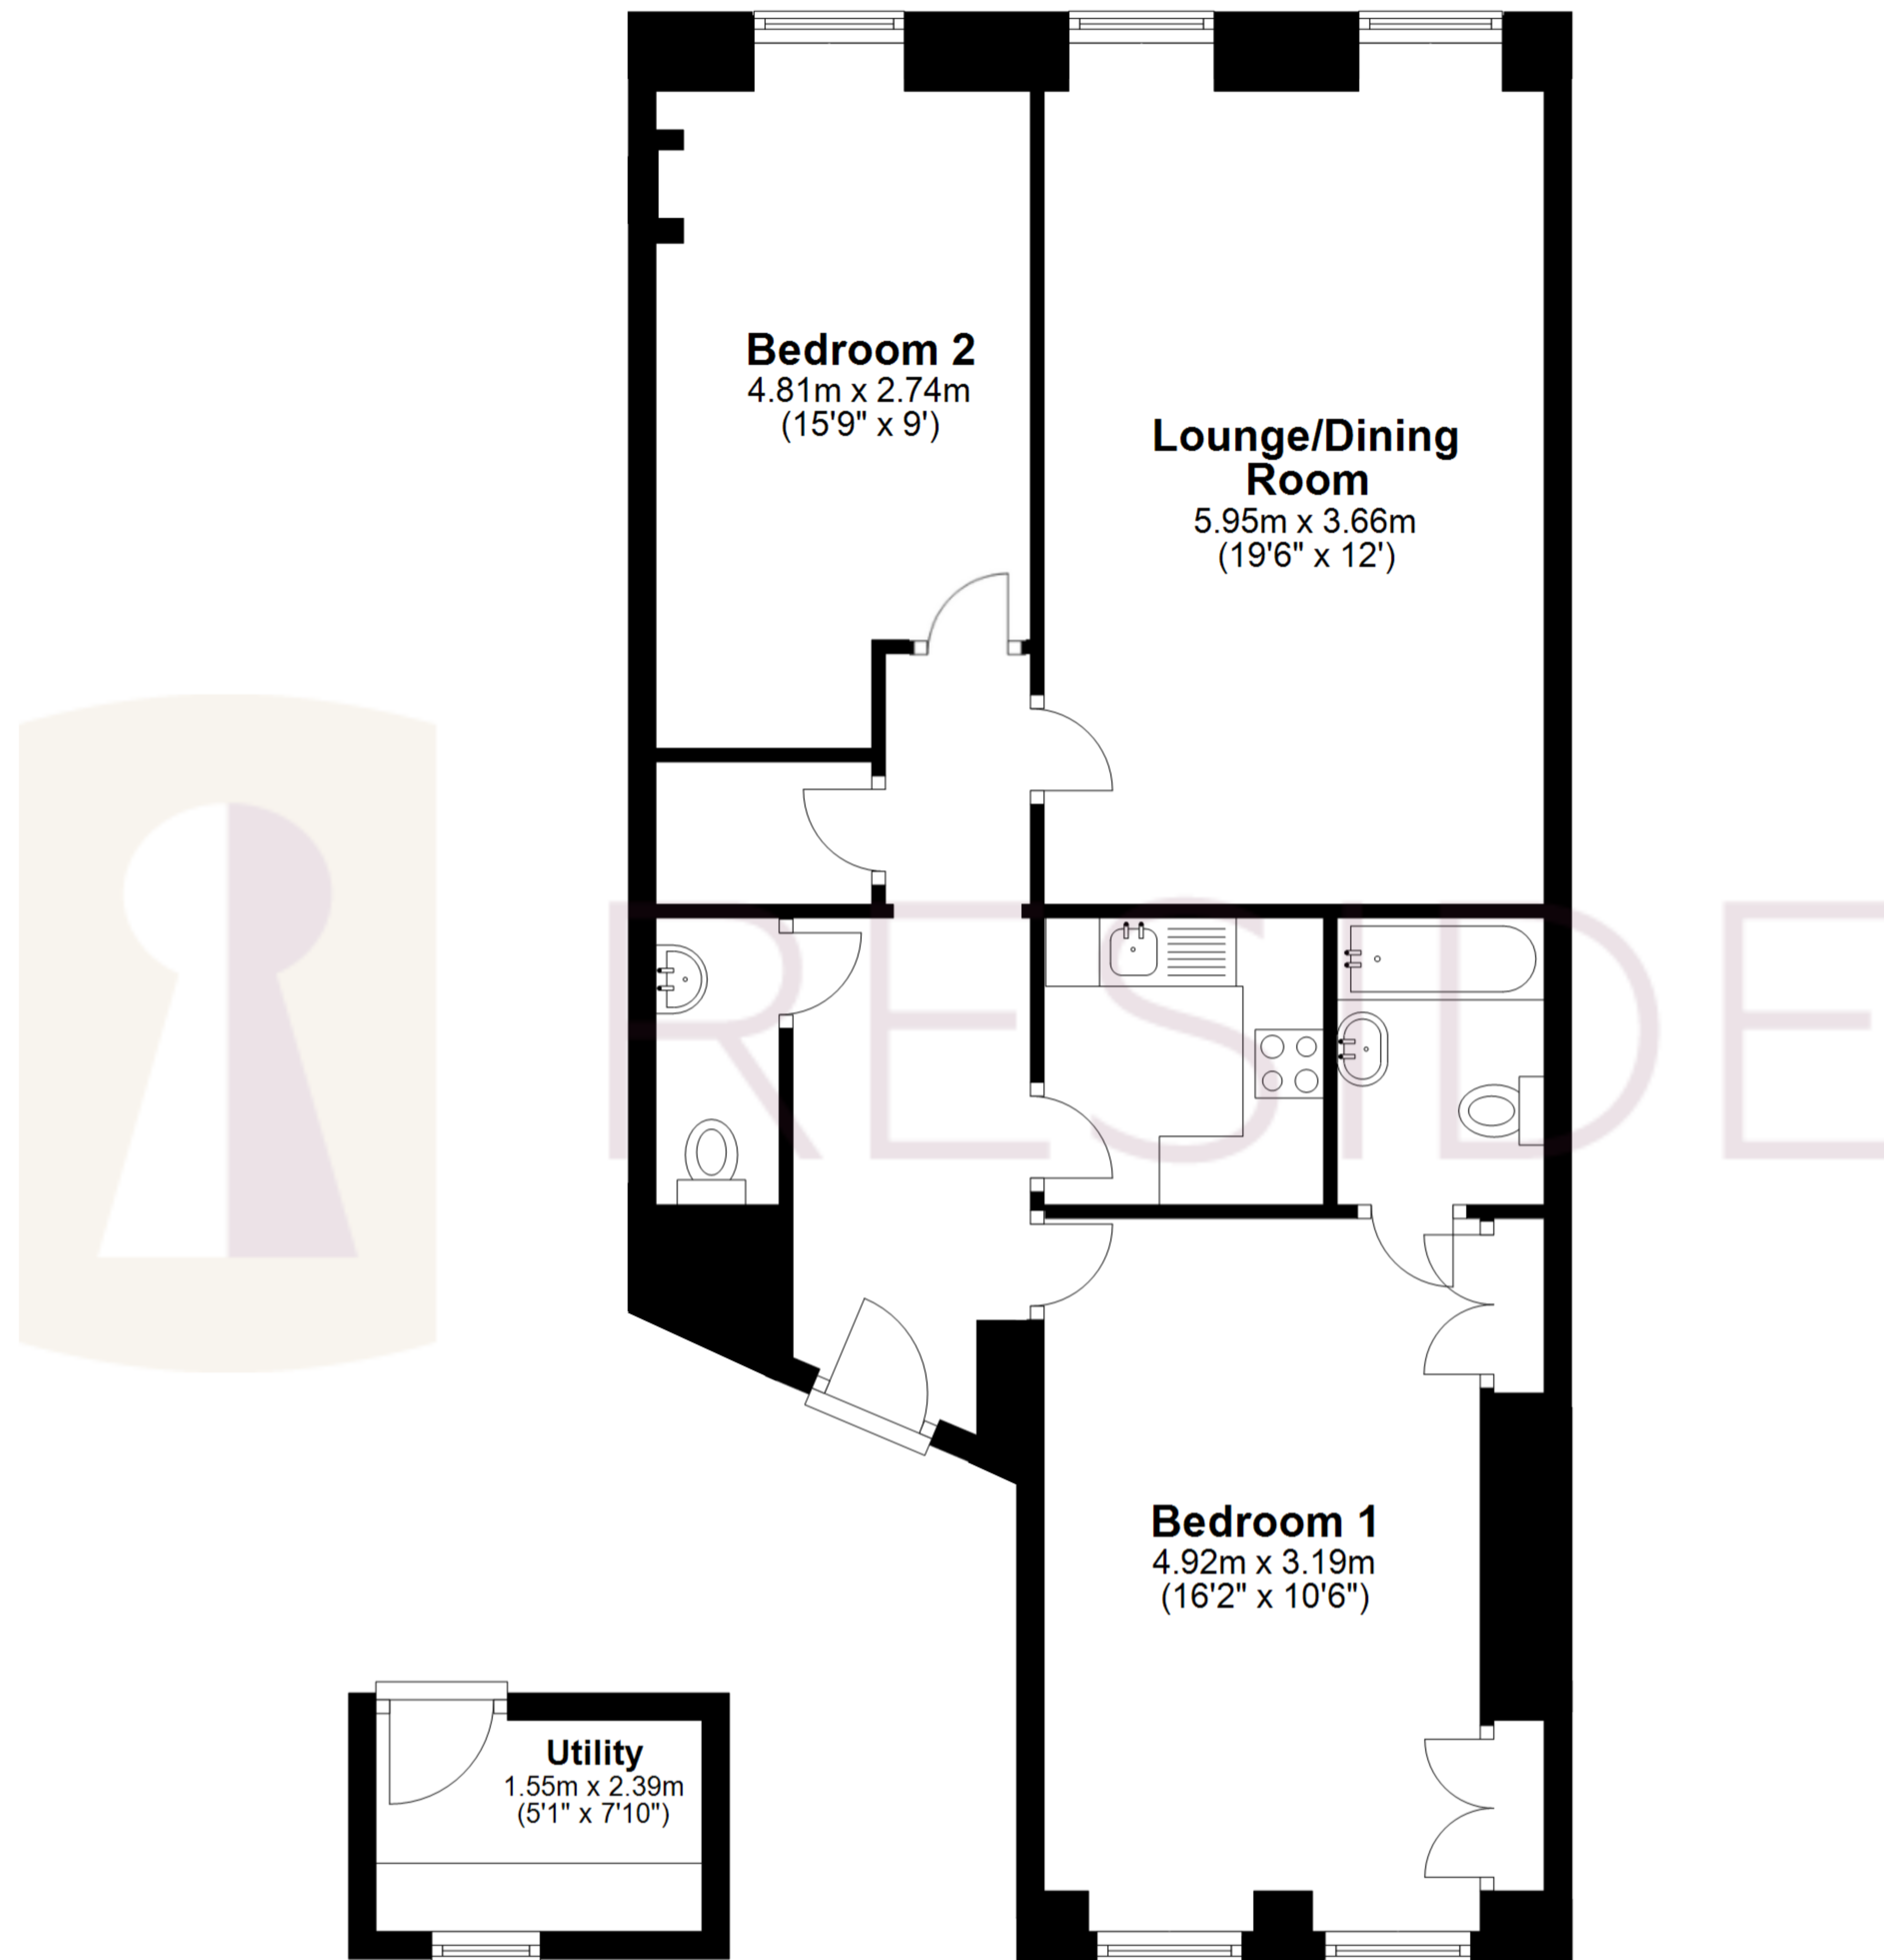 Bedroom 2
4.81m x 2.74m
(15'9" x 9')
Lounge/Dining
Room
5.95m x 3.66m
(19'6" x 12')
RESIDE
Bedroom 1
4.92m x 3.19m
(16'2" x 10'6")
Utility
1.55m x 2.39m
(5'1" x 7'10")